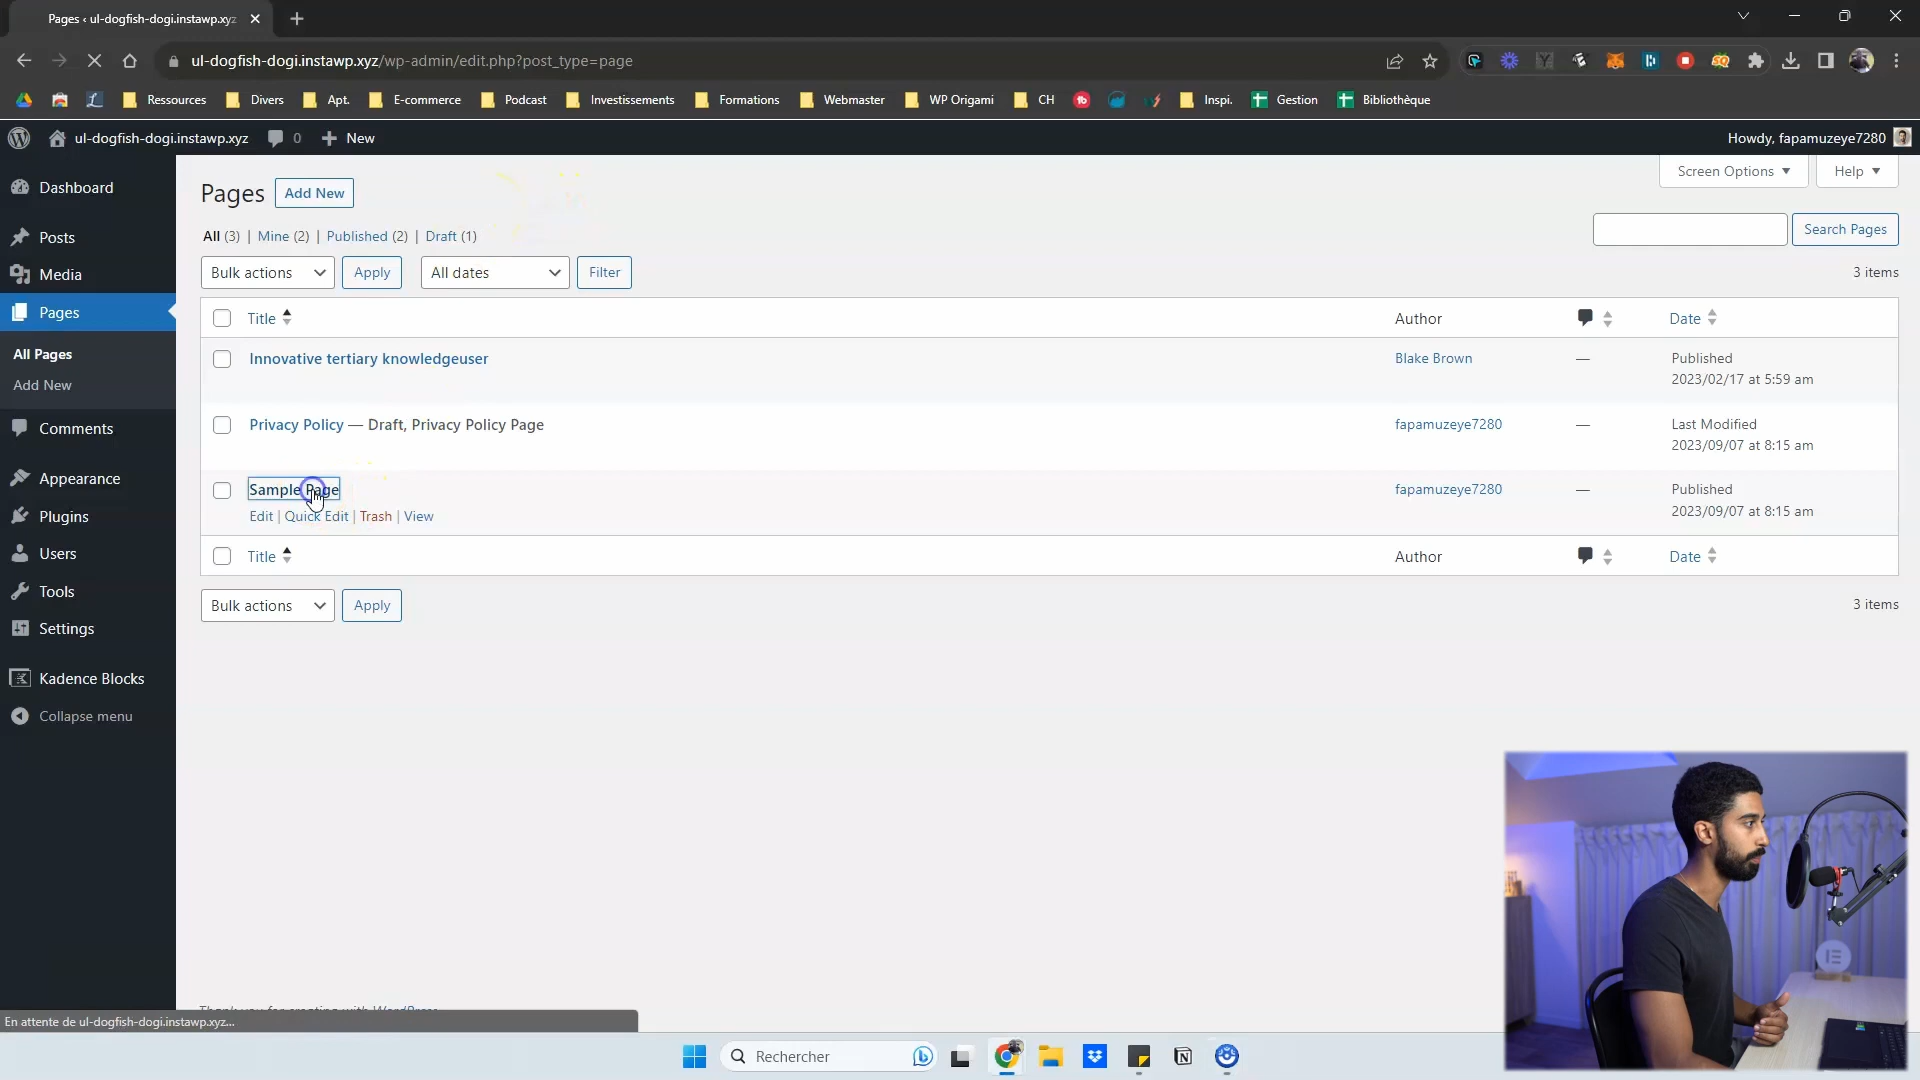 Pages ‹ ul-dogfish-dogi.instawp.xyz
ul-dogfish-dogi.instawp.xyz/wp-admin/edit.php?post_type=page
Ressources Divers Apt. E-commerce Podcast Investissements Formations Webmaster WP Origami CH Inspi. Gestion Bibliothèque
ul-dogfish-dogi.instawp.xyz 0 New Howdy, fapamuzeye7280
Screen Options Help
Pages Add New
All (3) | Mine (2) | Published (2) | Draft (1)
Search Pages
Bulk actions Apply All dates Filter 3 items
Title Author Date
Innovative tertiary knowledgeuser Blake Brown — Published
2023/02/17 at 5:59 am
Privacy Policy — Draft, Privacy Policy Page fapamuzeye7280 — Last Modified
2023/09/07 at 8:15 am
Sample Page fapamuzeye7280 — Published
2023/09/07 at 8:15 am
Edit | Quick Edit | Trash | View
Title Author Date
Bulk actions Apply 3 items
Dashboard
Posts
Media
Pages
All Pages
Add New
Comments
Appearance
Plugins
Users
Tools
Settings
Kadence Blocks
Collapse menu
Thank you for creating with WordPress
En attente de ul-dogfish-dogi.instawp.xyz...
Rechercher